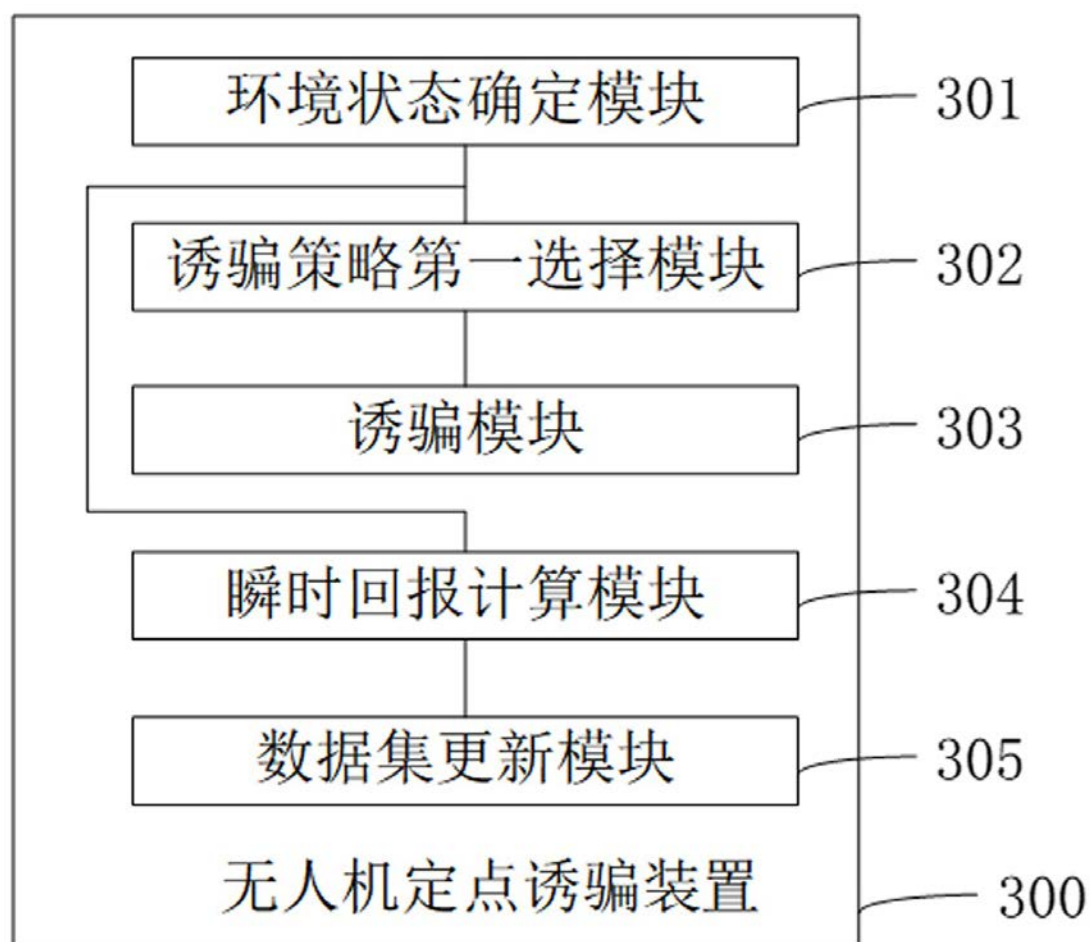 环境状态确定模块 301
诱骗策略第一选择模块 302
诱骗模块 303
瞬时回报计算模块 304
数据集更新模块 305
无人机定点诱骗装置 300